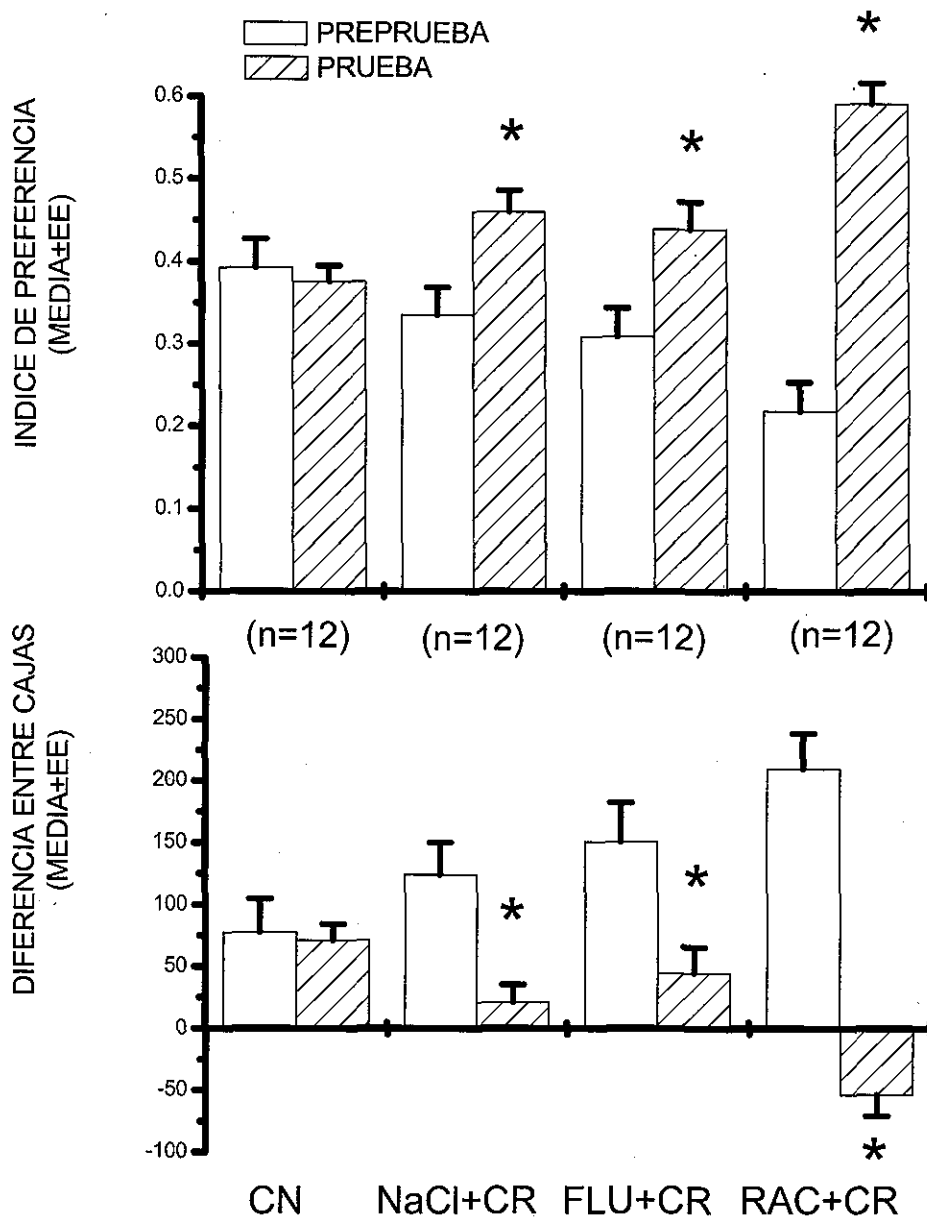 PREPRUEBA
PRUEBA
INDICE DE PREFERENCIA
(MEDIA±EE)
0.6
0.5
0.4
0.3
0.2
0.1
0.0
*
*
*
(n=12)
(n=12)
(n=12)
(n=12)
DIFERENCIA ENTRE CAJAS
(MEDIA±EE)
300
250
200
150
100
50
0
-50
-100
*
*
*
CN
NaCl+CR
FLU+CR
RAC+CR